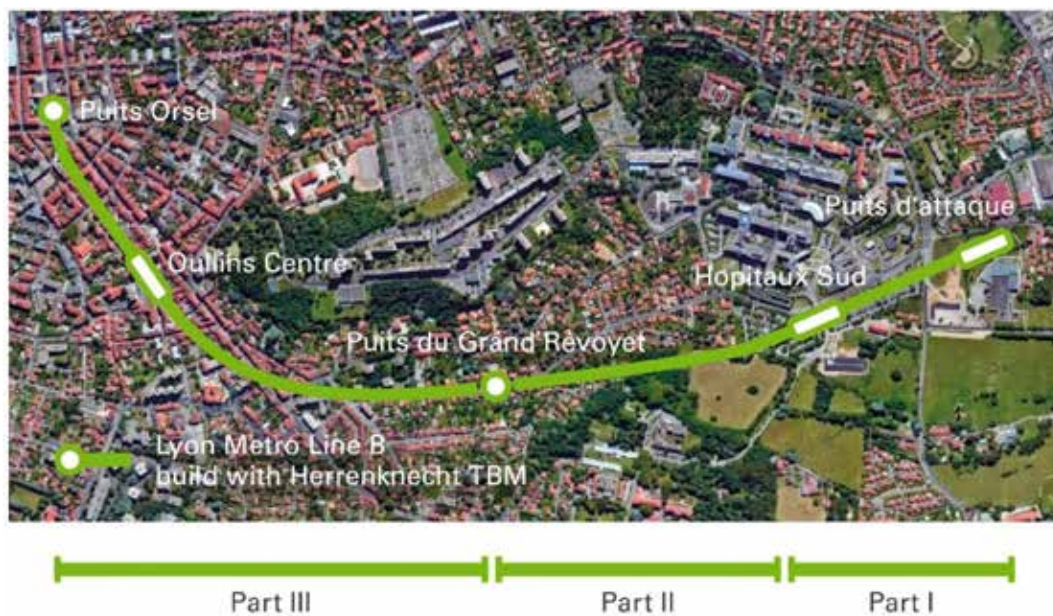 Puits Orsel
Puits d'attaque
Oullins Centre
Hopitaux Sud
Puits du Grand Revoyet
Lyon Metro Line B
build with Herrenknecht TBM
Part III
Part II
Part I